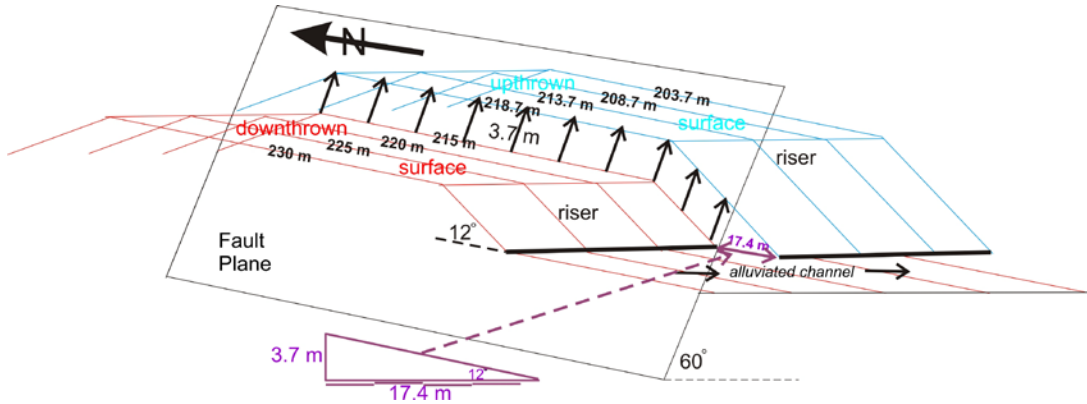 N
upthrown
203.7 m
208.7 m
213.7 m
218.7 m
surface
downthrown
3.7 m
215 m
220 m
225 m
230 m
surface
riser
riser
12°
17.4 m
Fault
Plane
alluviated channel
3.7 m
12°
17.4 m
60°